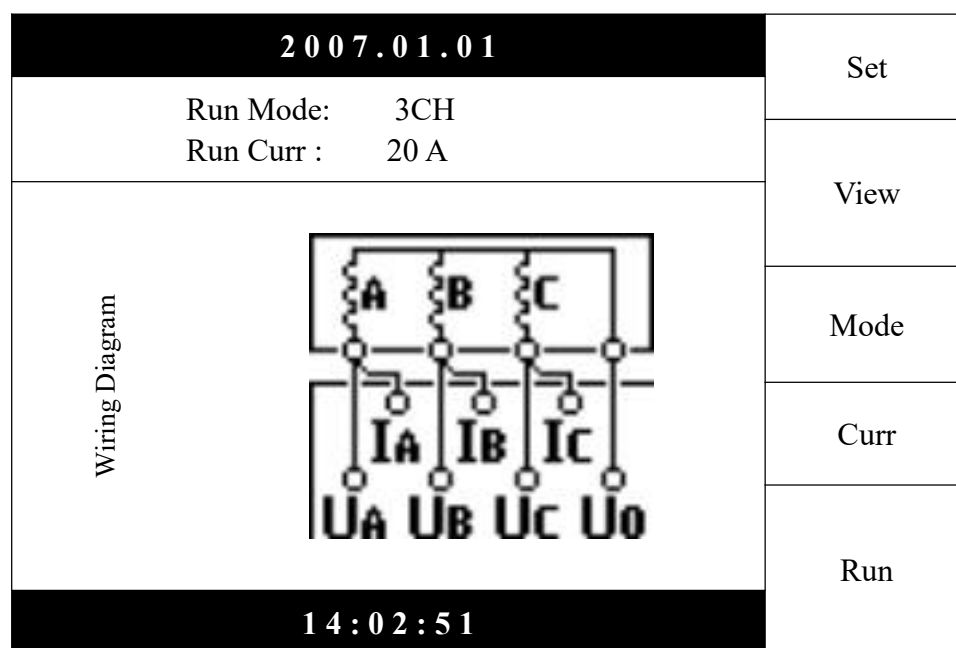 2007.01.01
Run Mode: 3CH
Run Curr : 20 A
Wiring Diagram
A B C
IA IB IC
UA UB UC U0
14:02:51
Set
View
Mode
Curr
Run